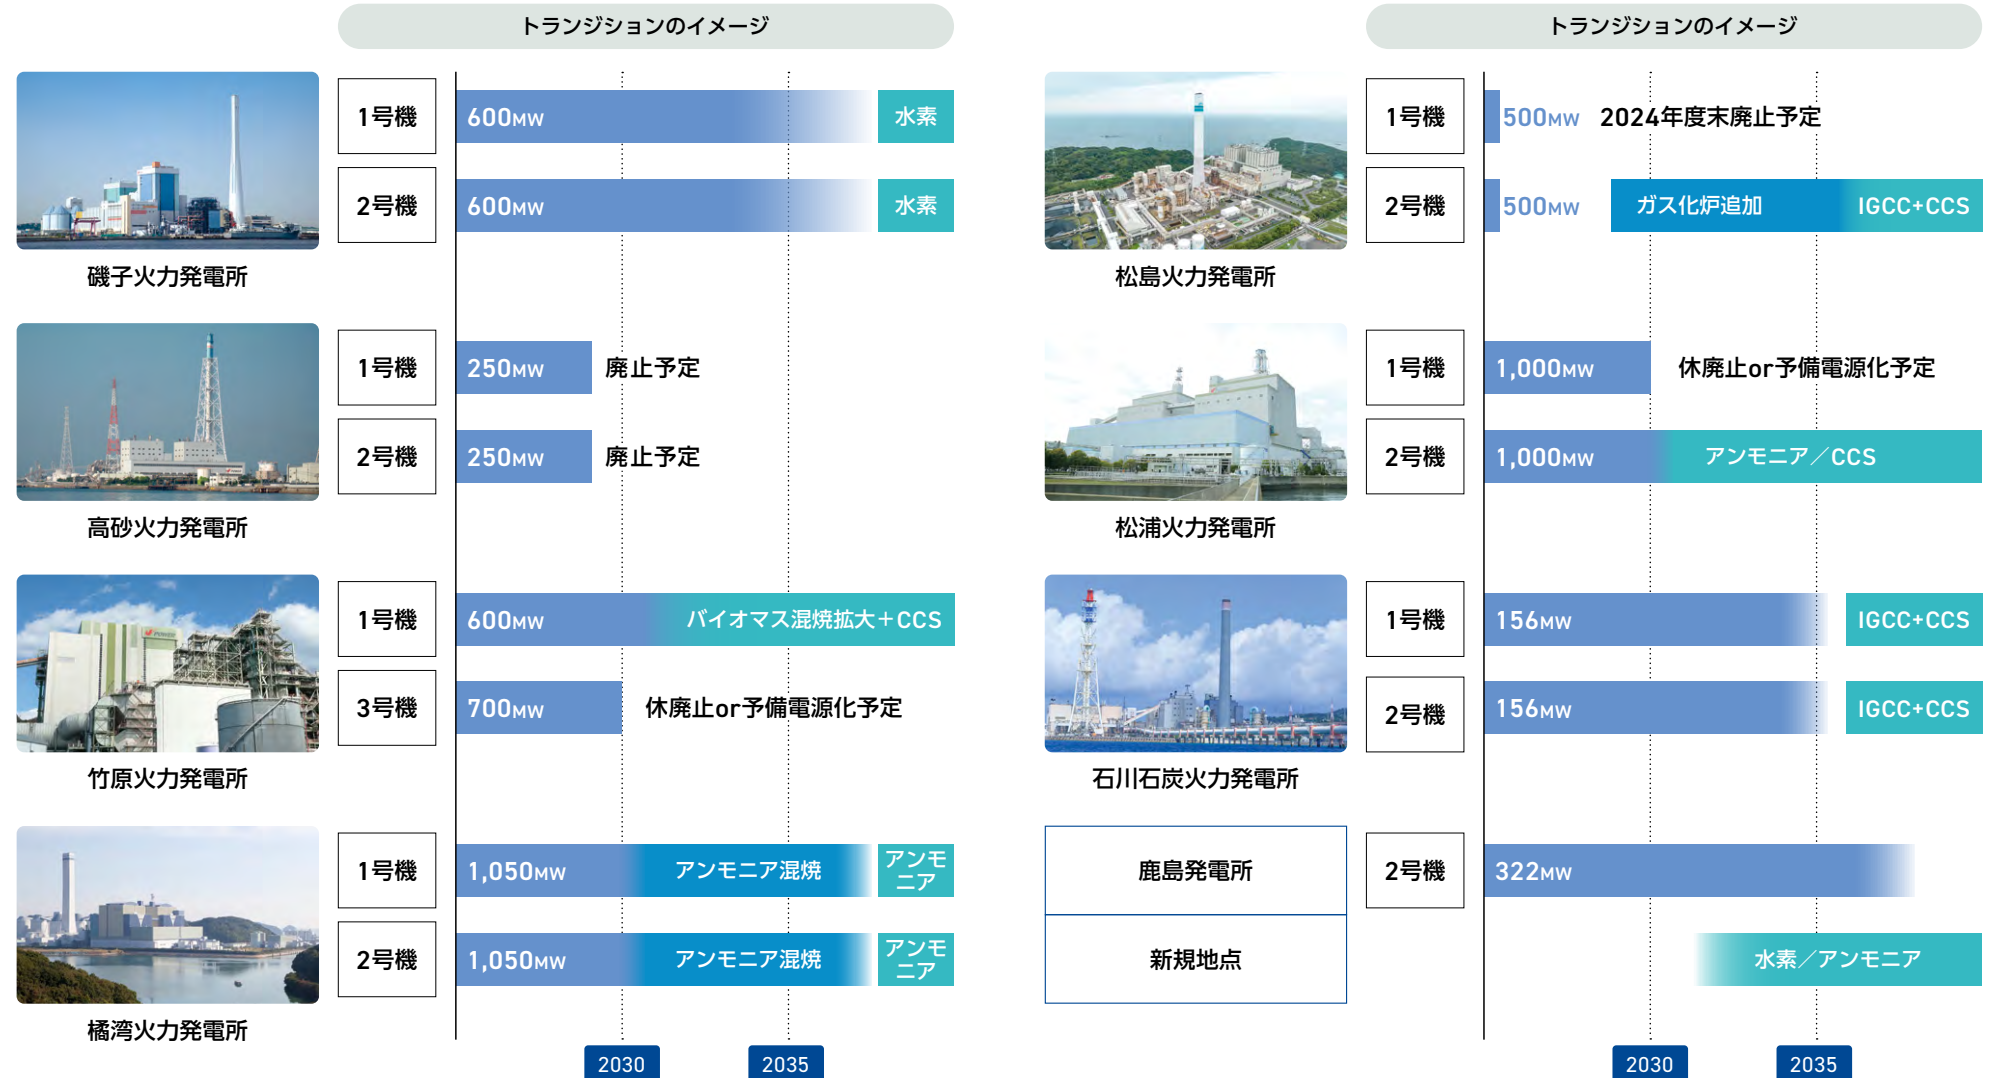 トランジションのイメージ
1号機
600MW
水素
2号機
600MW
水素
磯子火力発電所
1号機
250MW
廃止予定
2号機
250MW
廃止予定
高砂火力発電所
1号機
600MW
バイオマス混焼拡大＋CCS
3号機
700MW
休廃止or予備電源化予定
POWER
竹原火力発電所
1号機
1,050MW
アンモニア混焼
アンモ
ニア
2号機
1,050MW
アンモニア混焼
アンモ
ニア
橘湾火力発電所
2030
2035
トランジションのイメージ
1号機
500MW
2024年度末廃止予定
2号機
500MW
ガス化炉追加
IGCC+CCS
松島火力発電所
1号機
1,000MW
休廃止or予備電源化予定
2号機
1,000MW
アンモニア／CCS
松浦火力発電所
1号機
156MW
IGCC+CCS
2号機
156MW
IGCC+CCS
石川石炭火力発電所
鹿島発電所
2号機
322MW
新規地点
水素／アンモニア
2030
2035